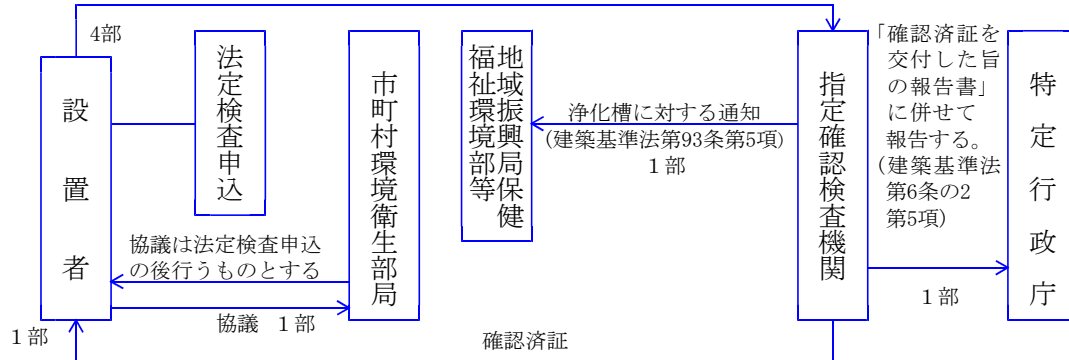 4部
設置者
法定検査申込
市町村環境衛生部局
地域振興局保健
福祉環境部等
浄化槽に対する通知
(建築基準法第93条第5項)
１部
指定確認検査機関
「確認済証を
交付した旨
の報告書」
に併せて
報告する。
(建築基準法
第6条の2
第5項)
特定行政庁
協議は法定検査申込
の後行うものとする
協議　１部
１部
１部
確認済証